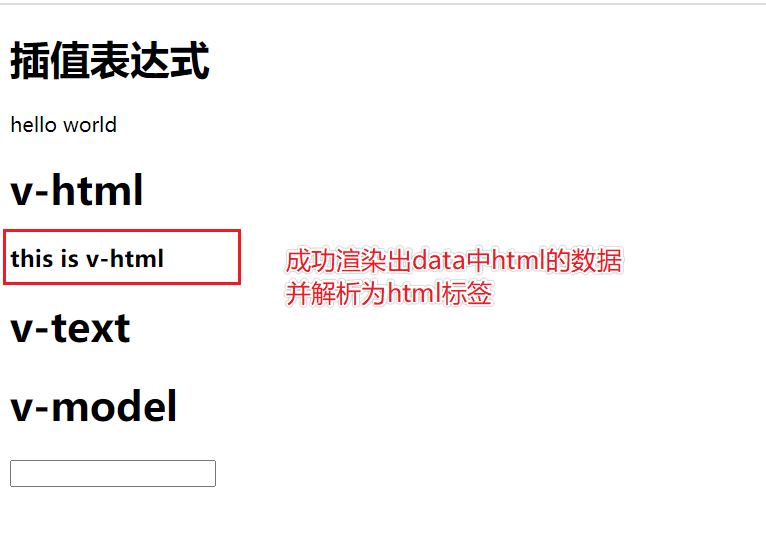 插值表达式
hello world
v-html
this is v-html
成功渲染出data中html的数据
并解析为html标签
v-text
v-model